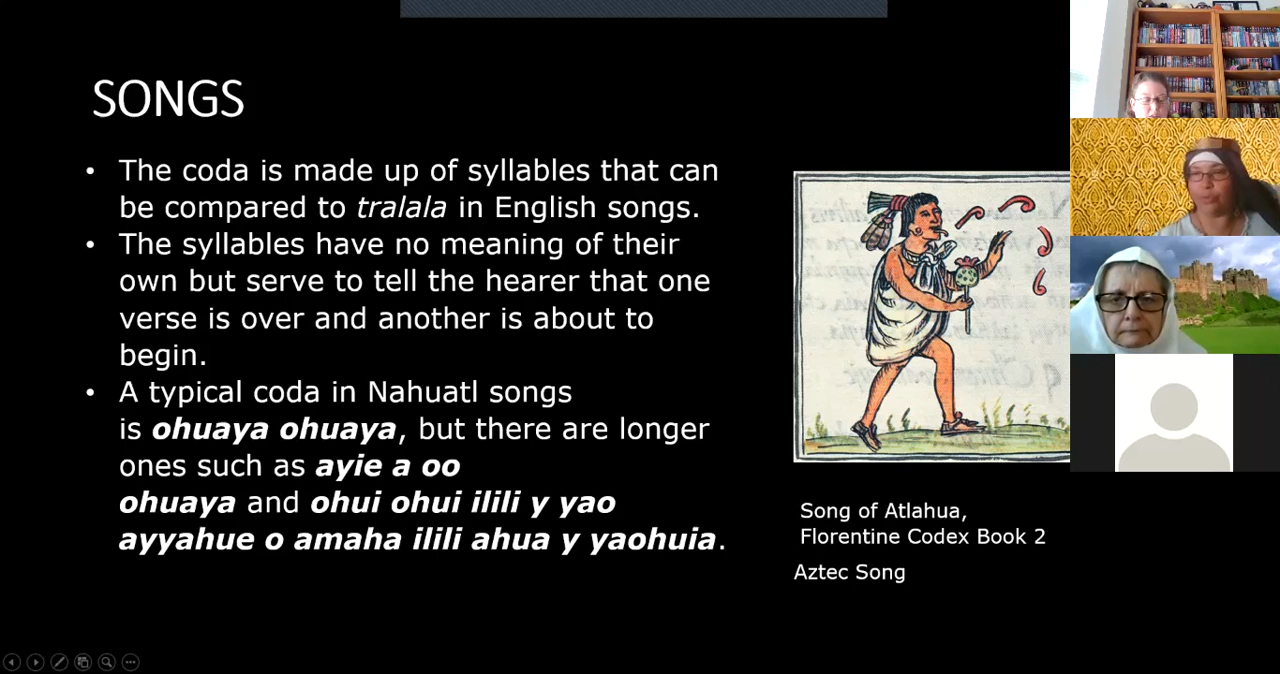 SONGS
• The coda is made up of syllables that can
be compared to tralala in English songs.
• The syllables have no meaning of their
own but serve to tell the hearer that one
verse is over and another is about to
begin.
• A typical coda in Nahuatl songs
is ohuaya ohuaya, but there are longer
ones such as ayie a oo
ohuaya and ohui ohui ilili y yao
ayyahue o amaha ilili ahua y yaohuia.
Song of Atlahua,
Florentine Codex Book 2
Aztec Song